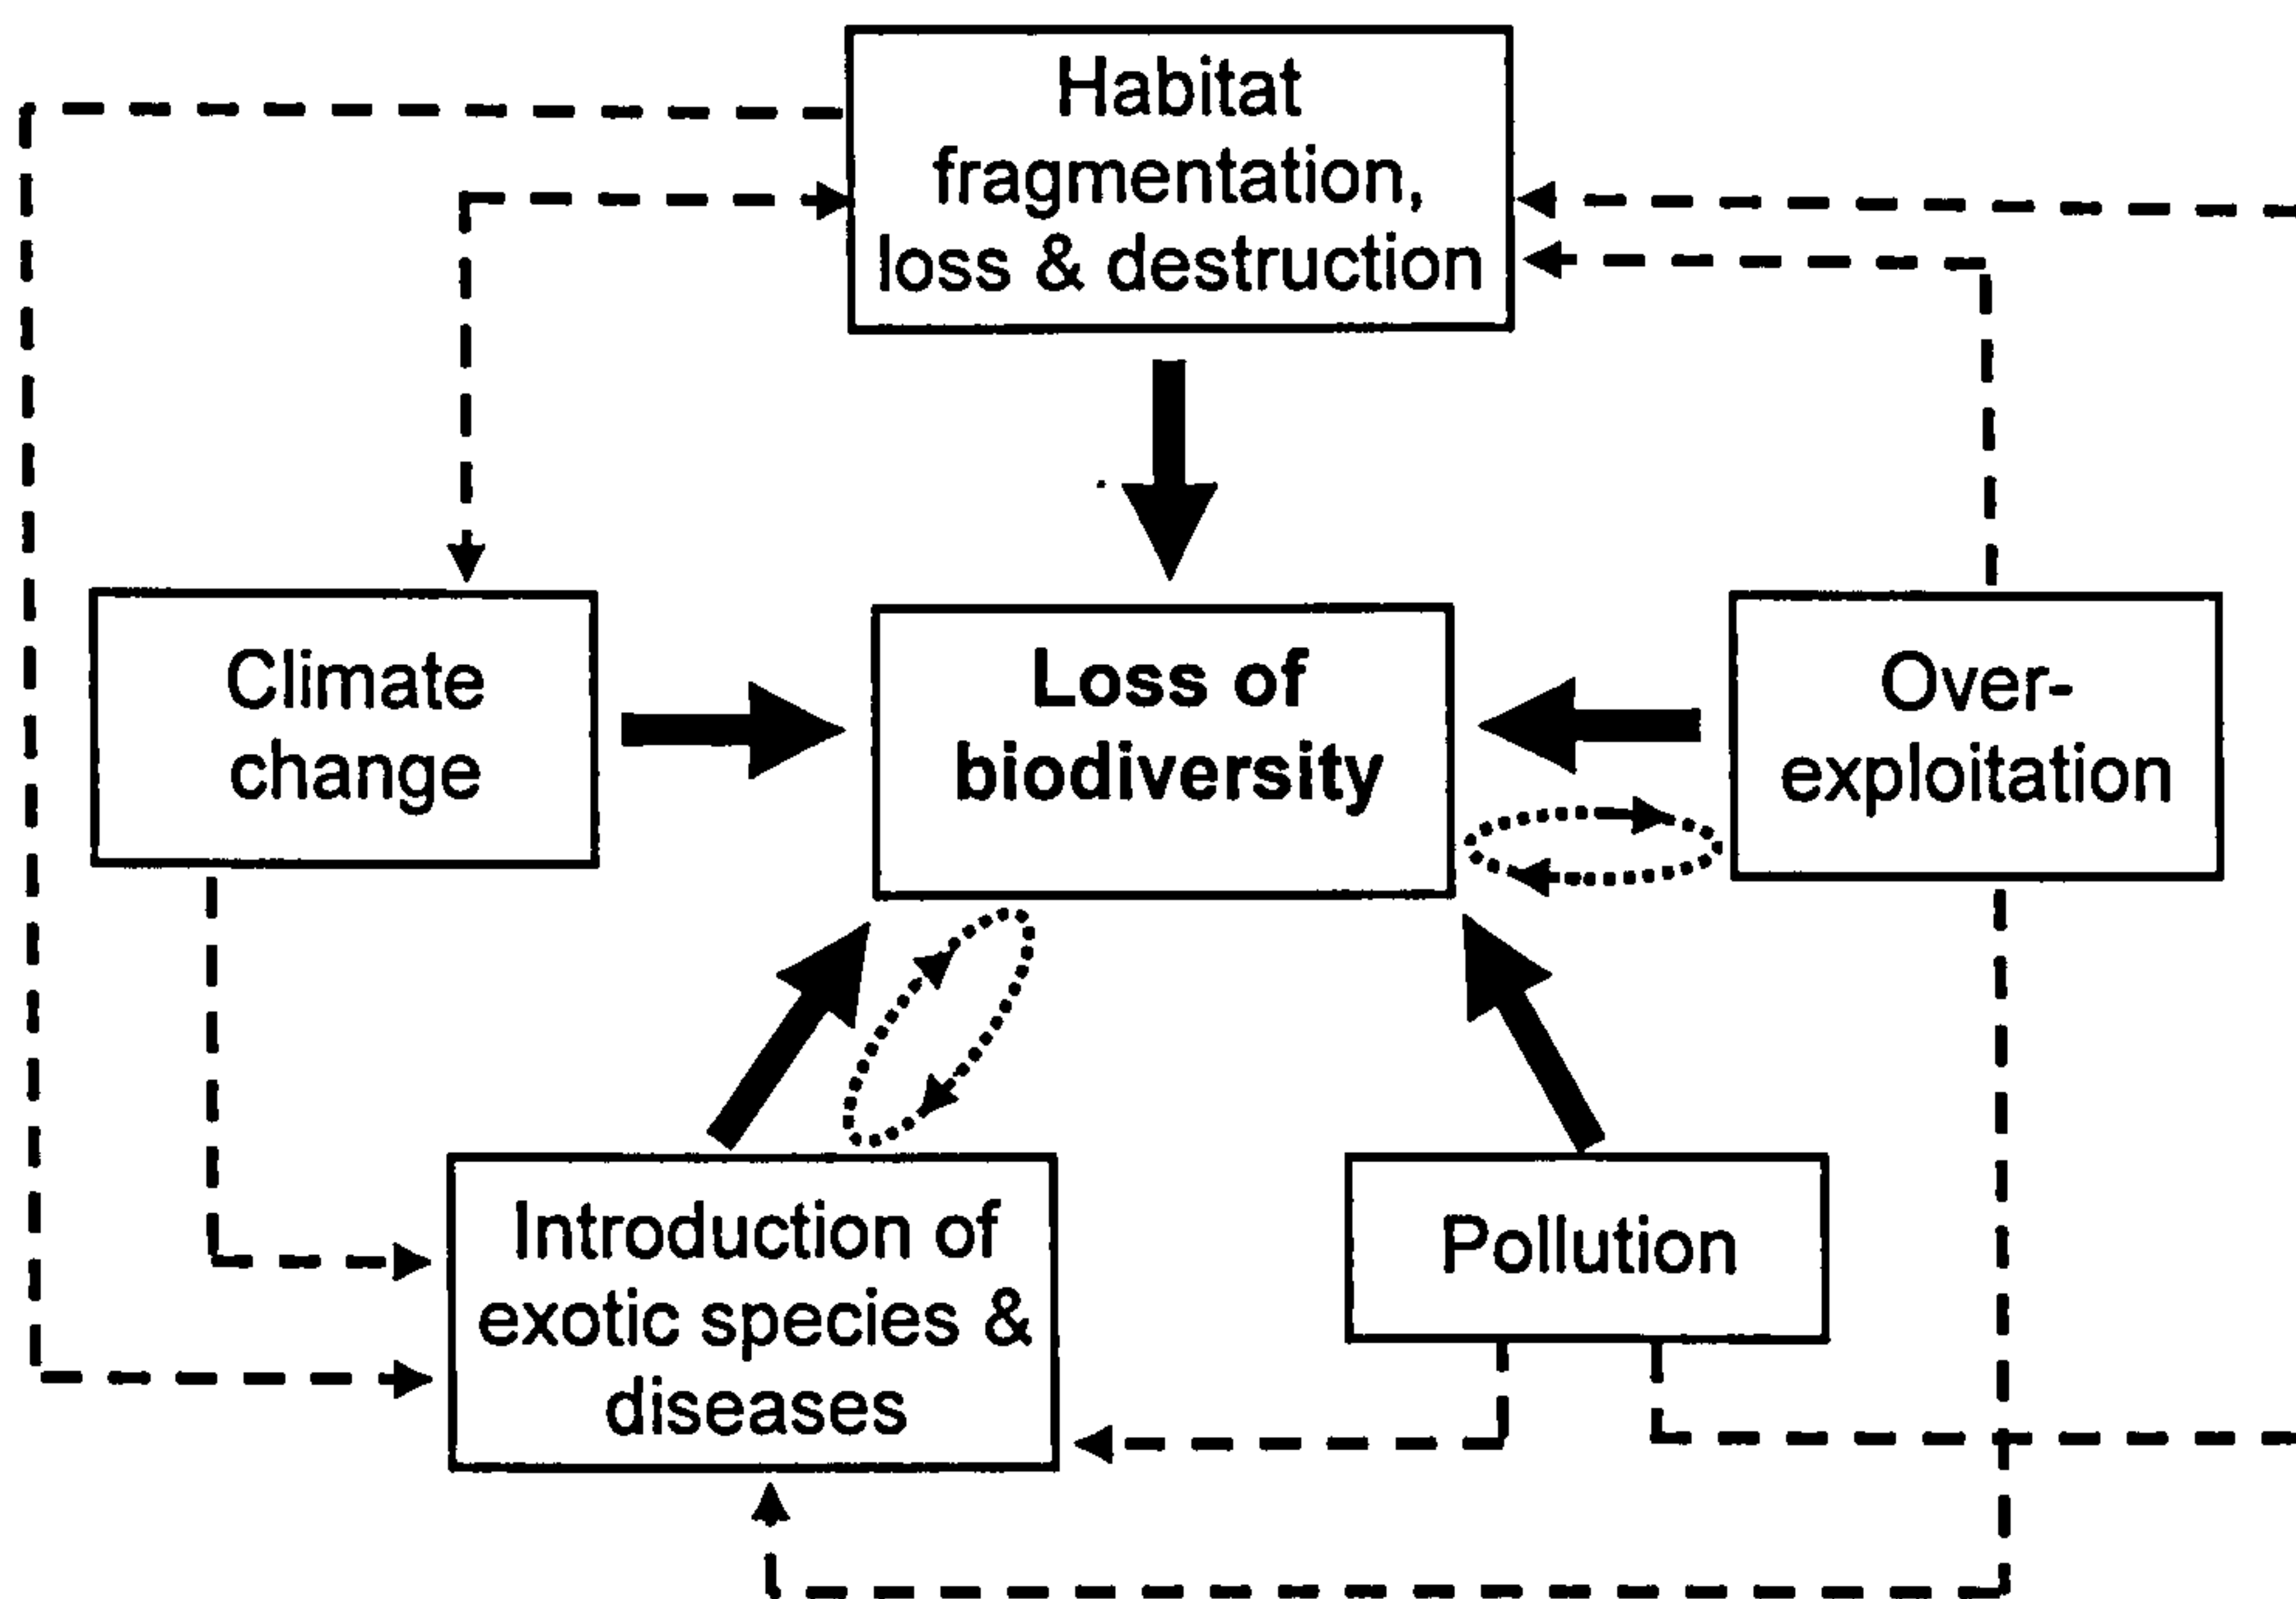 Habitat
fragmentation,
loss & destruction
Climate
change
Loss of
biodiversity
Over-
exploitation
Introduction of
exotic species &
diseases
Pollution